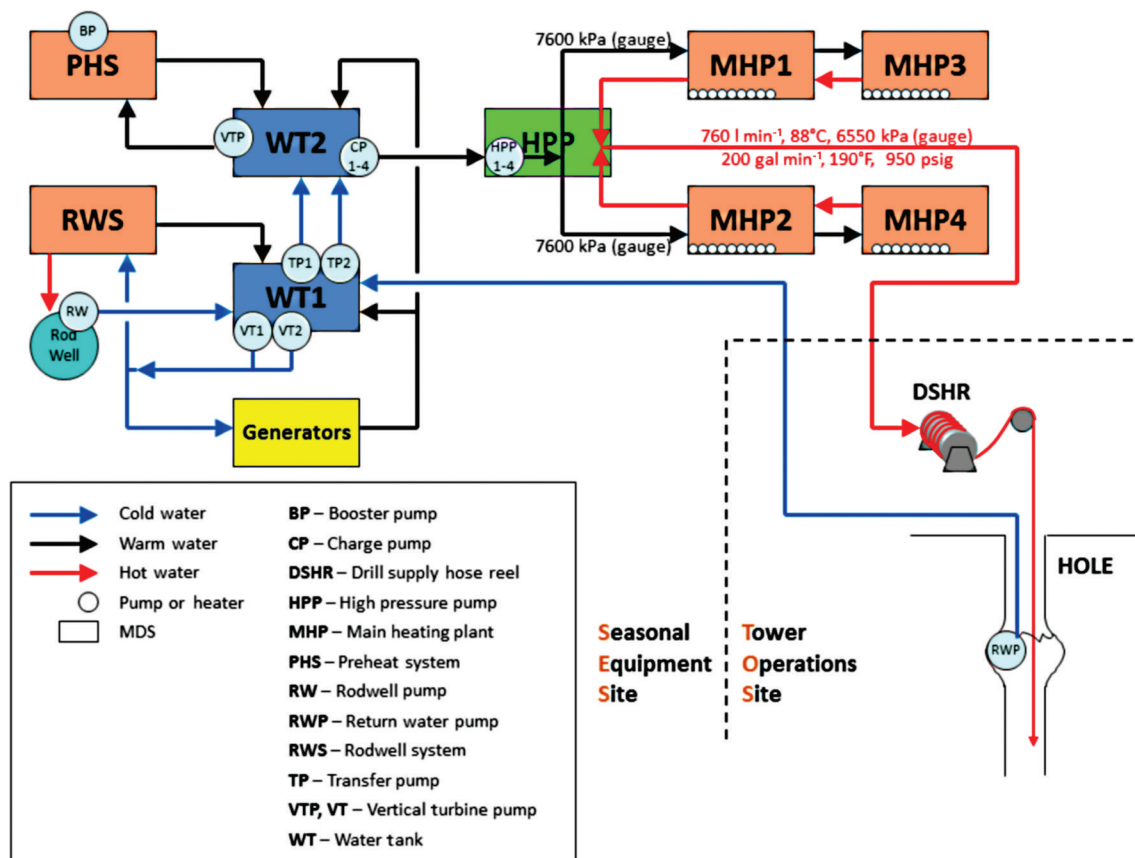 BP
PHS
VTP
WT2
CP
1-4
HPP
HPP
1-4
7600 kPa (gauge)
MHP1
MHP3
760 l min⁻¹, 88°C, 6550 kPa (gauge)
200 gal min⁻¹, 190°F, 950 psig
MHP2
MHP4
7600 kPa (gauge)
RWS
TP1
TP2
WT1
VT1
VT2
RW
Rod
Well
Generators
DSHR
HOLE
RWP
Seasonal
Equipment
Site
Tower
Operations
Site
Cold water
Warm water
Hot water
Pump or heater
MDS
BP – Booster pump
CP – Charge pump
DSHR – Drill supply hose reel
HPP – High pressure pump
MHP – Main heating plant
PHS – Preheat system
RW – Rodwell pump
RWP – Return water pump
RWS – Rodwell system
TP – Transfer pump
VTP, VT – Vertical turbine pump
WT – Water tank